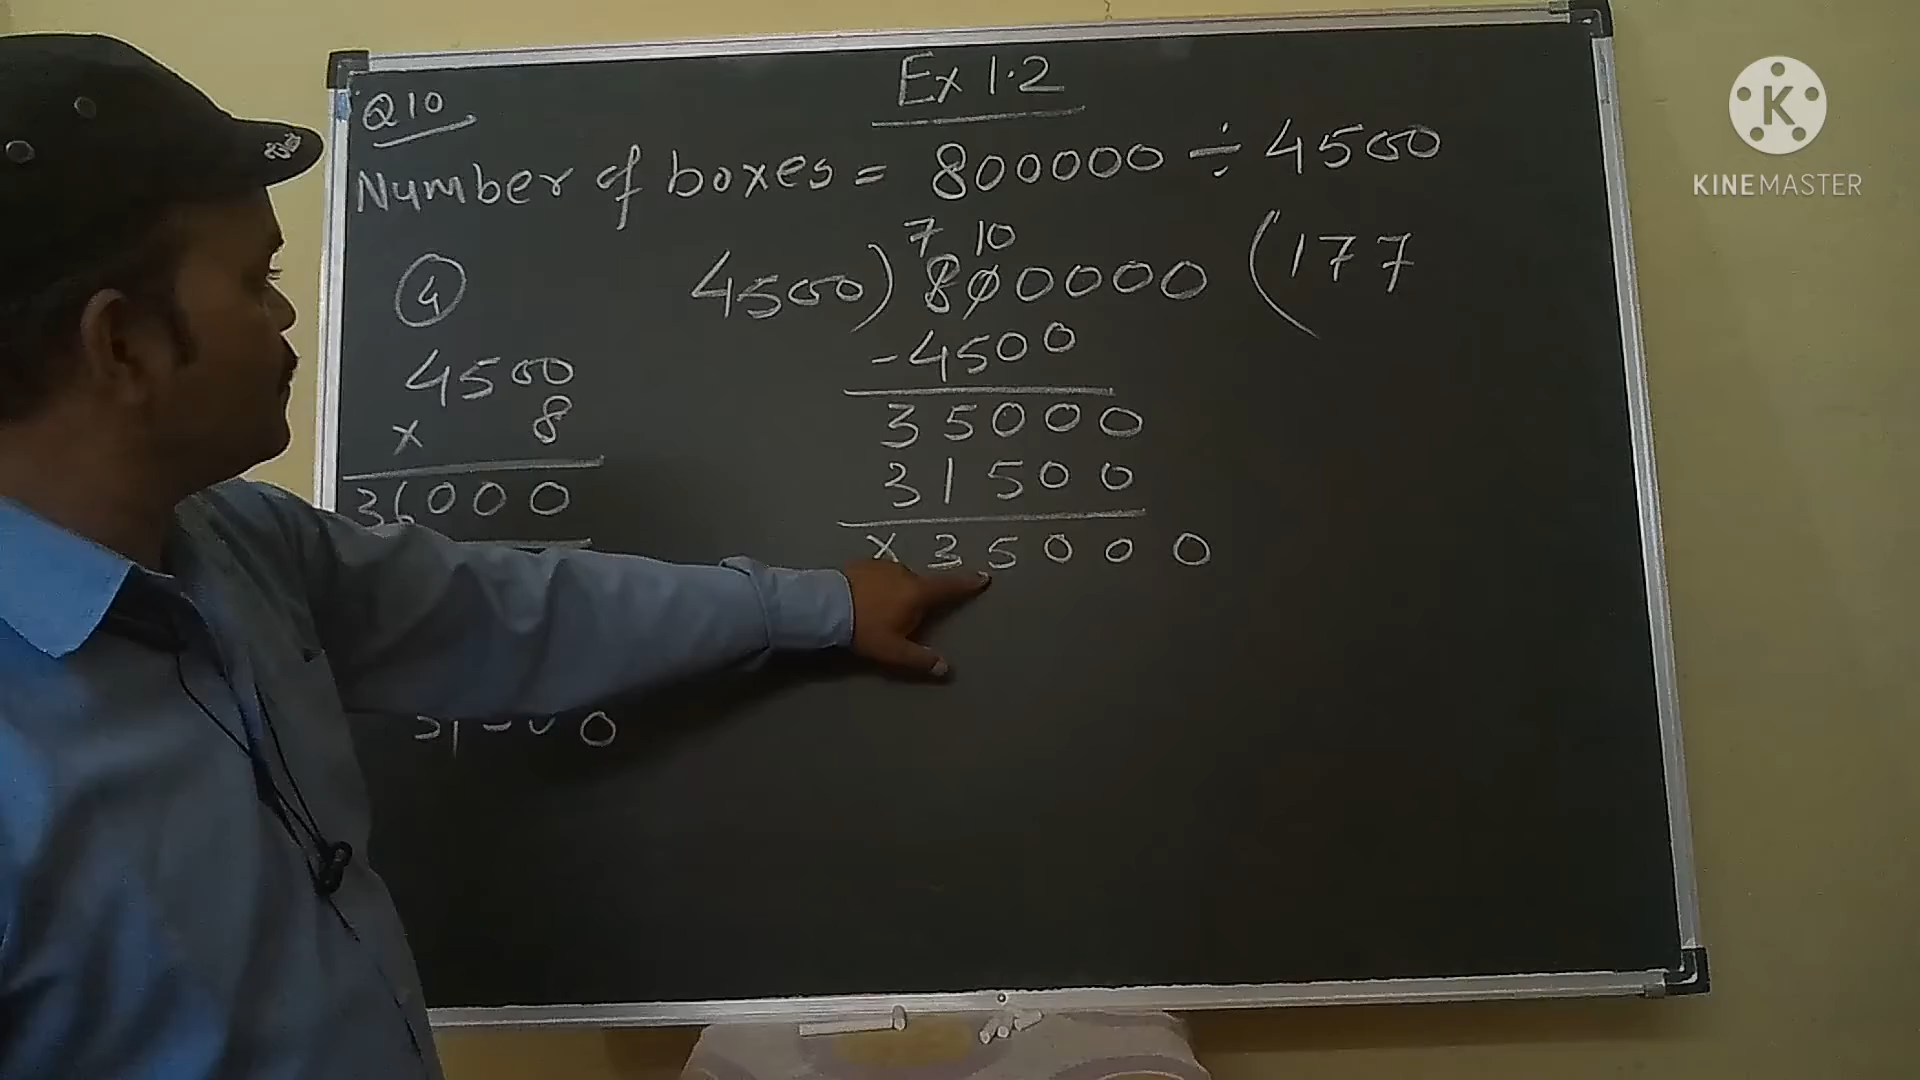 Ex 1.2
Q10
Number of boxes = 800000 ÷ 4500
7 10
4500 ) 800000 ( 177
- 4500
35000
31500
x 35000
4
4500
x 8
36000
KINEMASTER